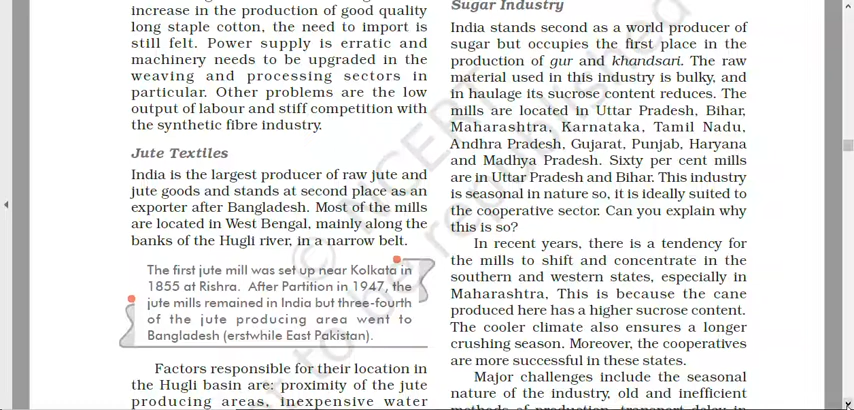 increase in the production of good quality
long staple cotton, the need to import is
still felt. Power supply is erratic and
machinery needs to be upgraded in the
weaving and processing sectors in
particular. Other problems are the low
output of labour and stiff competition with
the synthetic fibre industry.
Jute Textiles
India is the largest producer of raw jute and
jute goods and stands at second place as an
exporter after Bangladesh. Most of the mills
are located in West Bengal, mainly along the
banks of the Hugli river, in a narrow belt.
The first jute mill was set up near Kolkata in
1855 at Rishra. After Partition in 1947, the
jute mills remained in India but three-fourth
of the jute producing area went to
Bangladesh (erstwhile East Pakistan).
Factors responsible for their location in
the Hugli basin are: proximity of the jute
producing areas, inexpensive water
Sugar Industry
India stands second as a world producer of
sugar but occupies the first place in the
production of gur and khandsari. The raw
material used in this industry is bulky, and
in haulage its sucrose content reduces. The
mills are located in Uttar Pradesh, Bihar,
Maharashtra, Karnataka, Tamil Nadu,
Andhra Pradesh, Gujarat, Punjab, Haryana
and Madhya Pradesh. Sixty per cent mills
are in Uttar Pradesh and Bihar. This industry
is seasonal in nature so, it is ideally suited to
the cooperative sector. Can you explain why
this is so?
In recent years, there is a tendency for
the mills to shift and concentrate in the
southern and western states, especially in
Maharashtra, This is because the cane
produced here has a higher sucrose content.
The cooler climate also ensures a longer
crushing season. Moreover, the cooperatives
are more successful in these states.
Major challenges include the seasonal
nature of the industry, old and inefficient
methods of production, transport delay in
© NCERT
to be republished